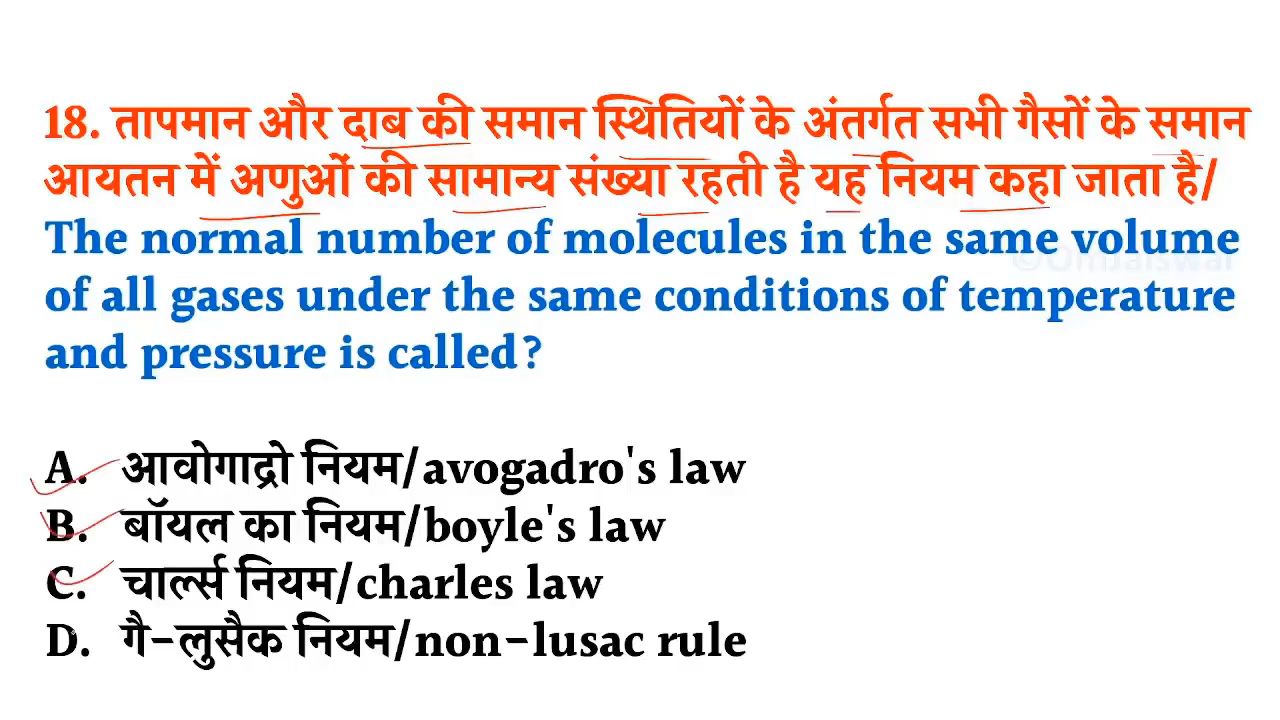 18. तापमान और दाब की समान स्थितियों के अंतर्गत सभी गैसों के समान
आयतन में अणुओं की सामान्य संख्या रहती है यह नियम कहा जाता है/
The normal number of molecules in the same volume
©OmJaiswal
of all gases under the same conditions of temperature
and pressure is called?
A. आवोगाद्रो नियम/avogadro's law
B. बॉयल का नियम/boyle's law
C. चार्ल्स नियम/charles law
D. गै-लुसैक नियम/non-lusac rule